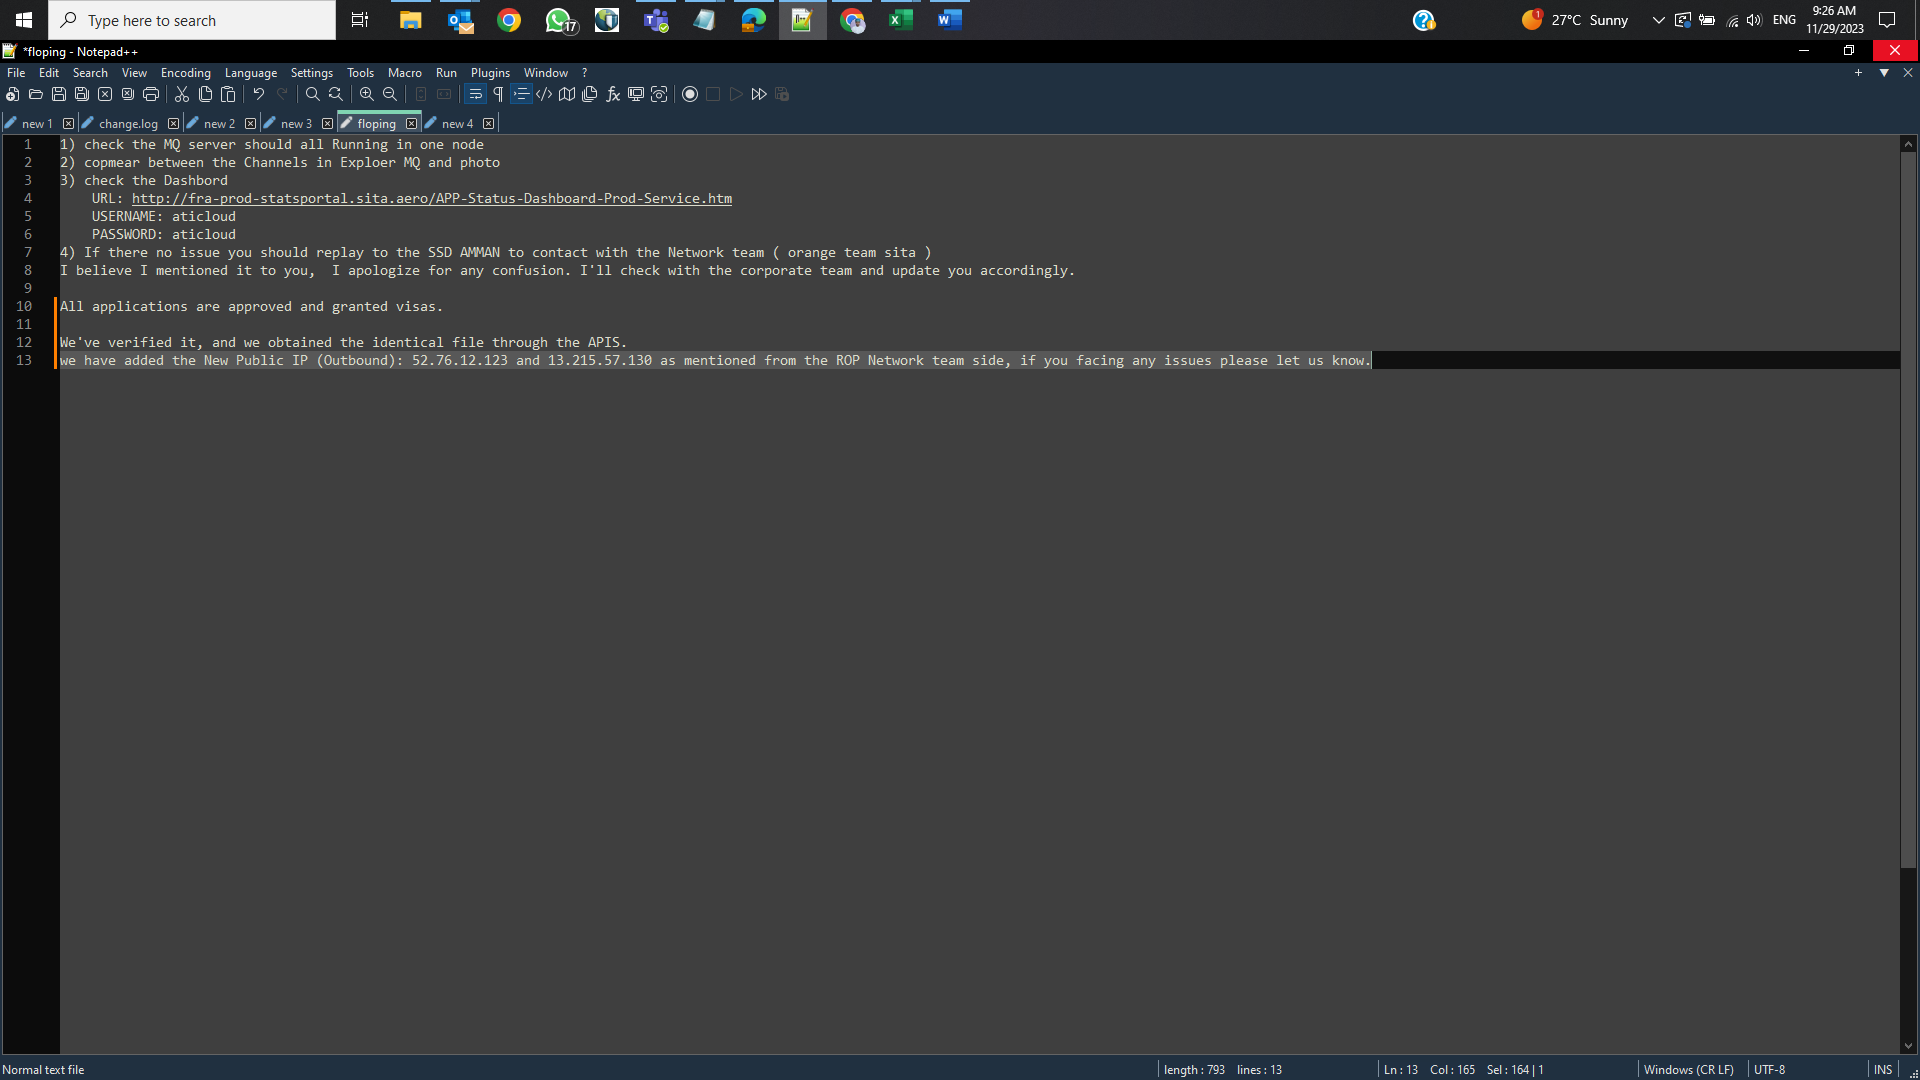 Type here to search
17
1
27°C Sunny
ENG
9:26 AM
11/29/2023
*floping - Notepad++
File Edit Search View Encoding Language Settings Tools Macro Run Plugins Window ?
new 1 change.log new 2 new 3 floping new 4
1 1) check the MQ server should all Running in one node
2 2) copmear between the Channels in Exploer MQ and photo
3 3) check the Dashbord
4 URL: http://fra-prod-statsportal.sita.aero/APP-Status-Dashboard-Prod-Service.htm
5 USERNAME: aticloud
6 PASSWORD: aticloud
7 4) If there no issue you should replay to the SSD AMMAN to contact with the Network team ( orange team sita )
8 I believe I mentioned it to you,  I apologize for any confusion. I'll check with the corporate team and update you accordingly.
9
10 All applications are approved and granted visas.
11
12 We've verified it, and we obtained the identical file through the APIS.
13 we have added the New Public IP (Outbound): 52.76.12.123 and 13.215.57.130 as mentioned from the ROP Network team side, if you facing any issues please let us know.
Normal text file
length : 793 lines : 13
Ln : 13 Col : 165 Sel : 164 | 1
Windows (CR LF)
UTF-8
INS